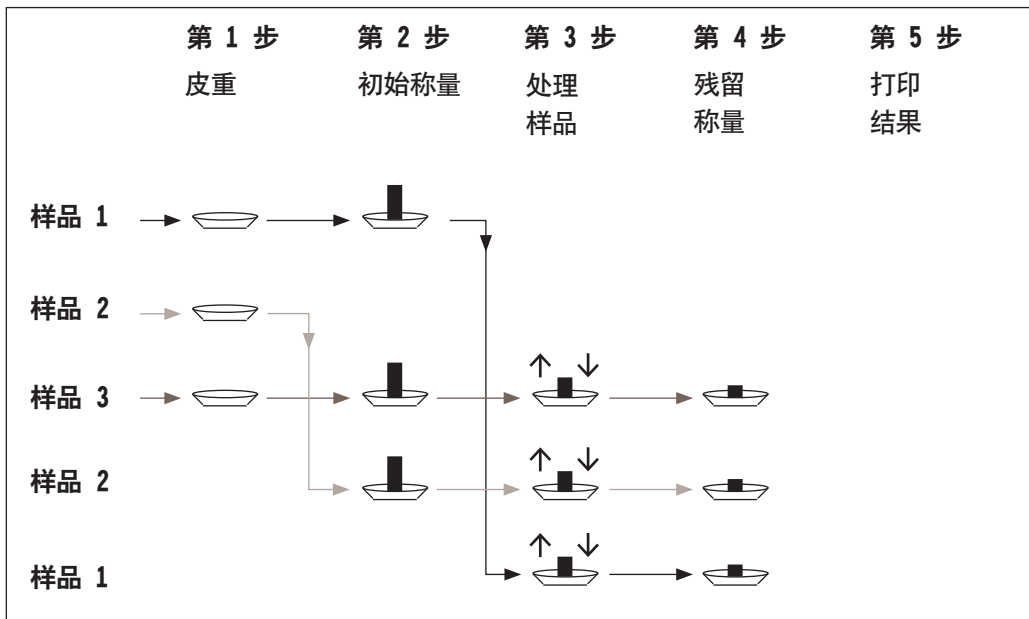 第 1 步 第 2 步 第 3 步 第 4 步 第 5 步
皮重 初始称量 处理 残留 打印
样品 称量 结果
样品 1
样品 2
样品 3
样品 2
样品 1